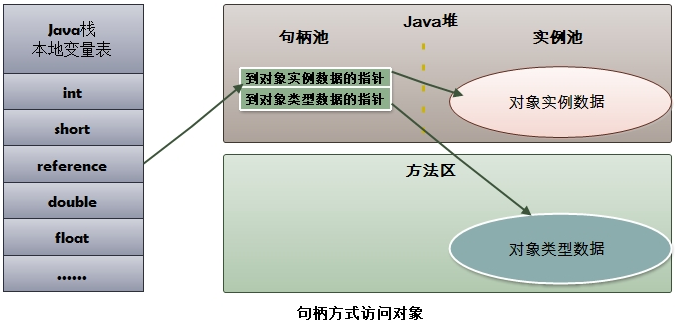 Java栈
本地变量表
int
short
reference
double
float
......
Java堆
句柄池
实例池
到对象实例数据的指针
到对象类型数据的指针
对象实例数据
方法区
对象类型数据
句柄方式访问对象